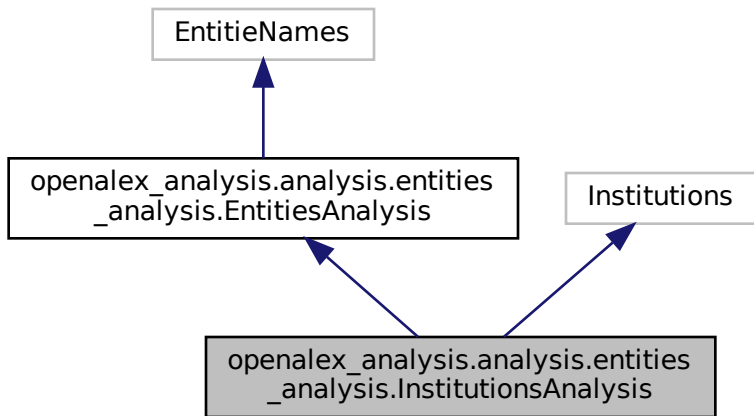 EntitieNames
openalex_analysis.analysis.entities
_analysis.EntitiesAnalysis
Institutions
openalex_analysis.analysis.entities
_analysis.InstitutionsAnalysis